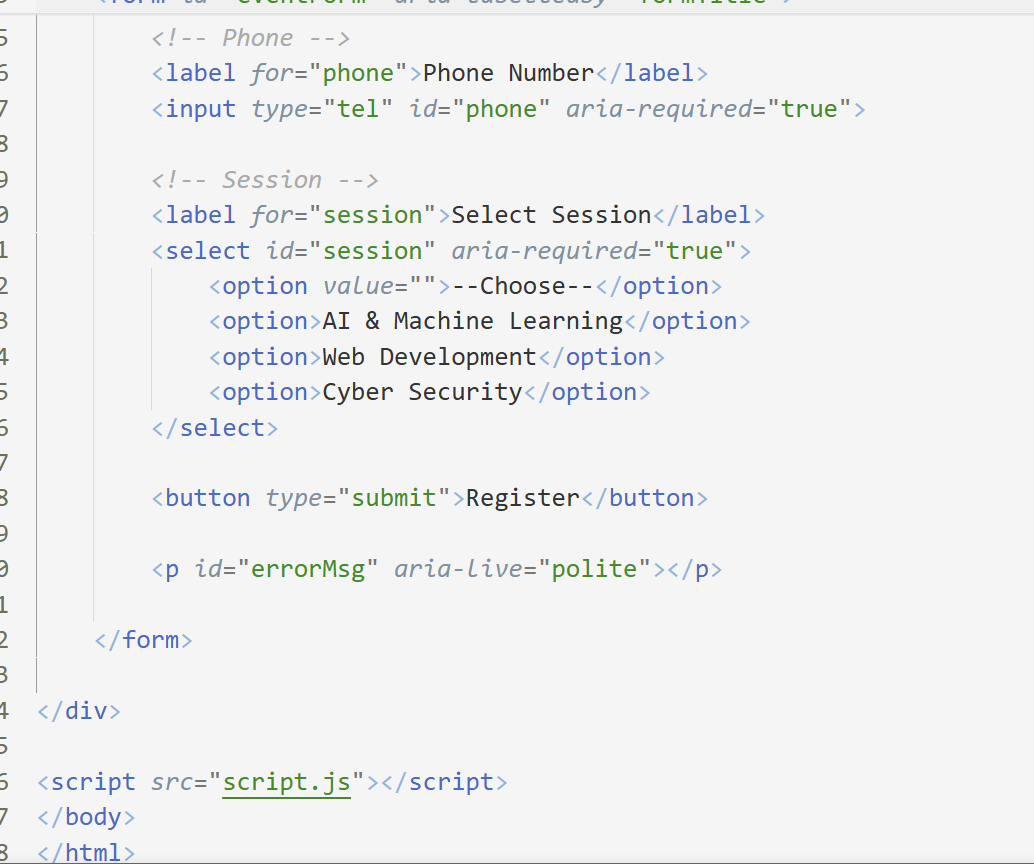 <!-- Phone -->
<label for="phone">Phone Number</label>
<input type="tel" id="phone" aria-required="true">
<!-- Session -->
<label for="session">Select Session</label>
<select id="session" aria-required="true">
<option value="">--Choose--</option>
<option>AI & Machine Learning</option>
<option>Web Development</option>
<option>Cyber Security</option>
</select>
<button type="submit">Register</button>
<p id="errorMsg" aria-live="polite"></p>
</form>
</div>
<script src="script.js"></script>
</body>
</html>